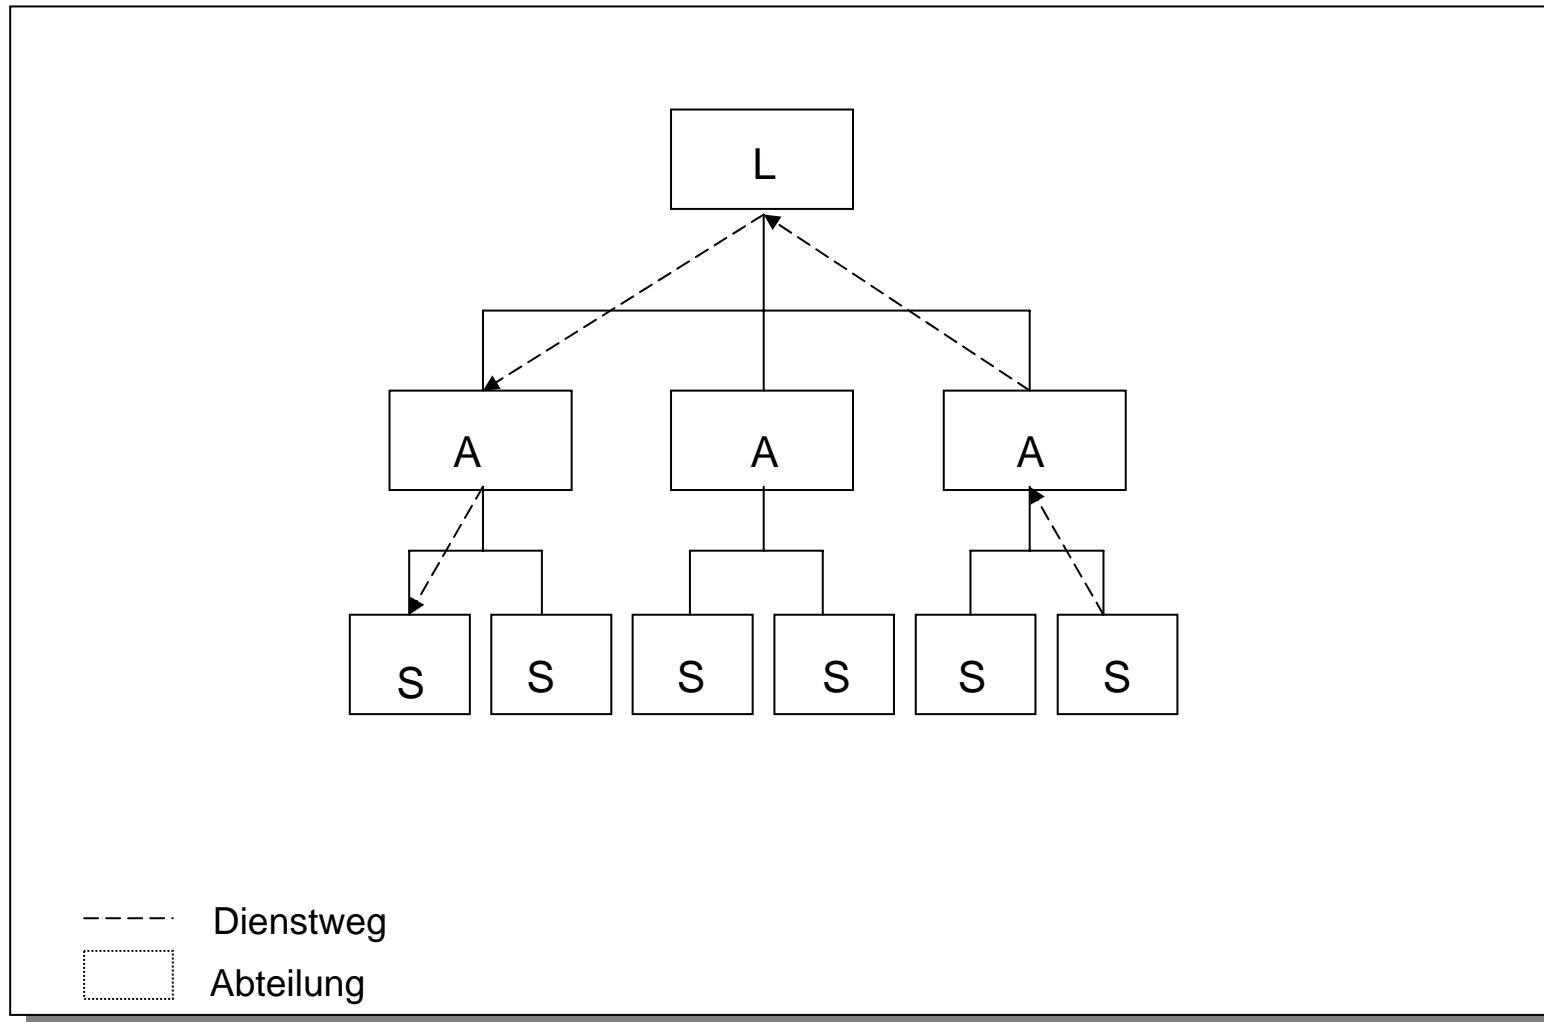 L
A A A
S S S S S S
Dienstweg
Abteilung